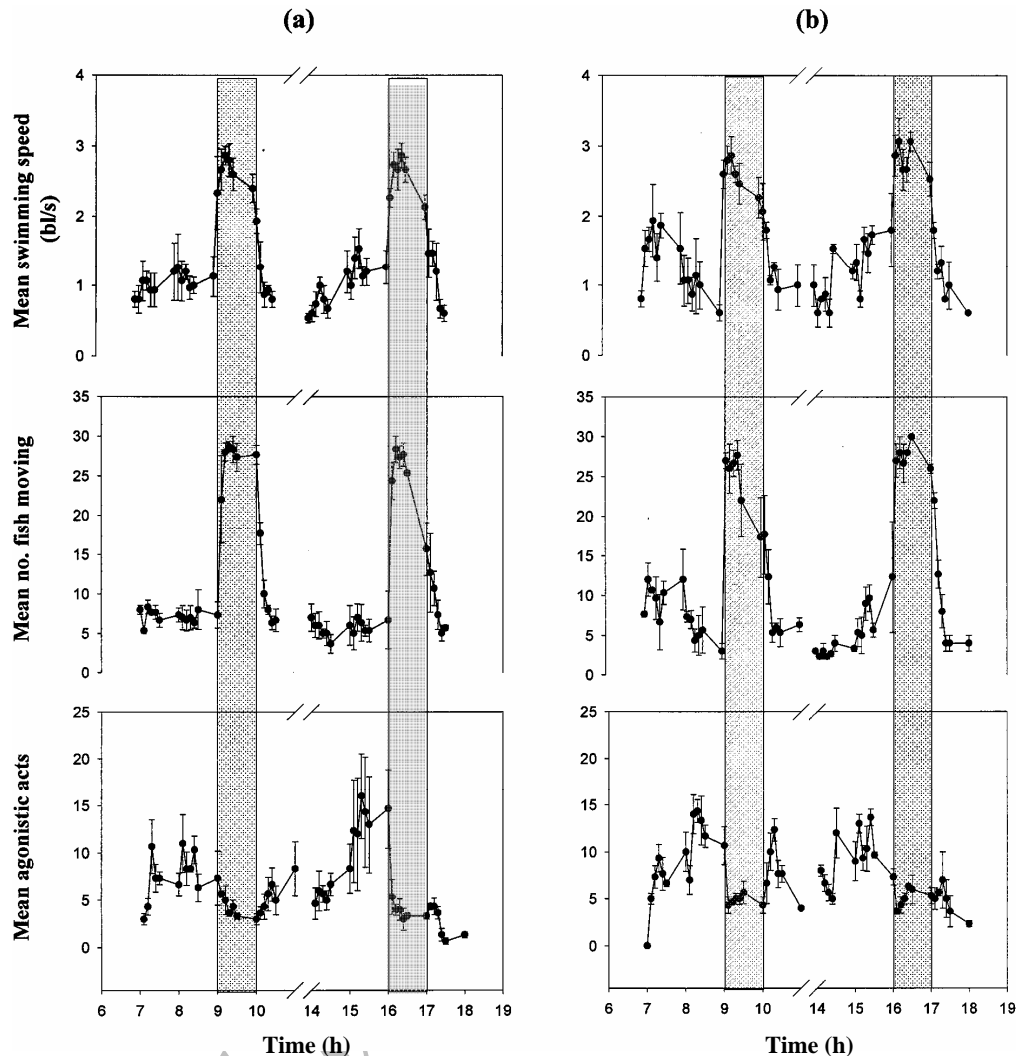 (a) (b)
4 4
3 3
2 2
1 1
0 0
Mean swimming speed
(bl/s)
35 35
30 30
25 25
20 20
15 15
10 10
5 5
0 0
Mean no. fish moving
25 25
20 20
15 15
10 10
5 5
0 0
Mean agonistic acts
6 7 8 9 10 14 15 16 17 18 19 6 7 8 9 10 14 15 16 17 18 19
Time (h) Time (h)